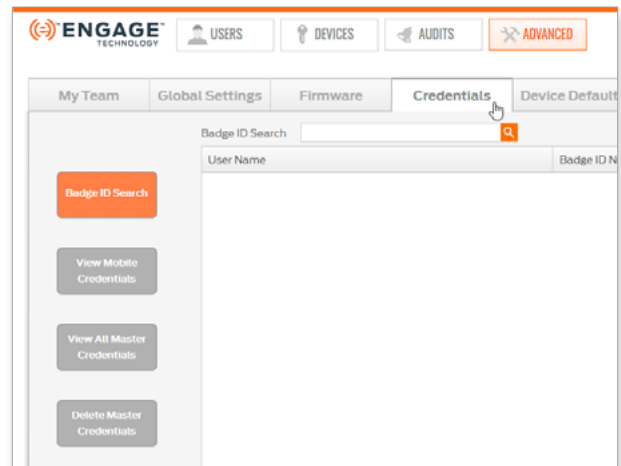 ENGAGE™
TECHNOLOGY
USERS
DEVICES
AUDITS
ADVANCED
My Team
Global Settings
Firmware
Credentials
Device Default
Badge ID Search
User Name
Badge ID N
Badge ID Search
View Mobile
Credentials
View All Master
Credentials
Delete Master
Credentials